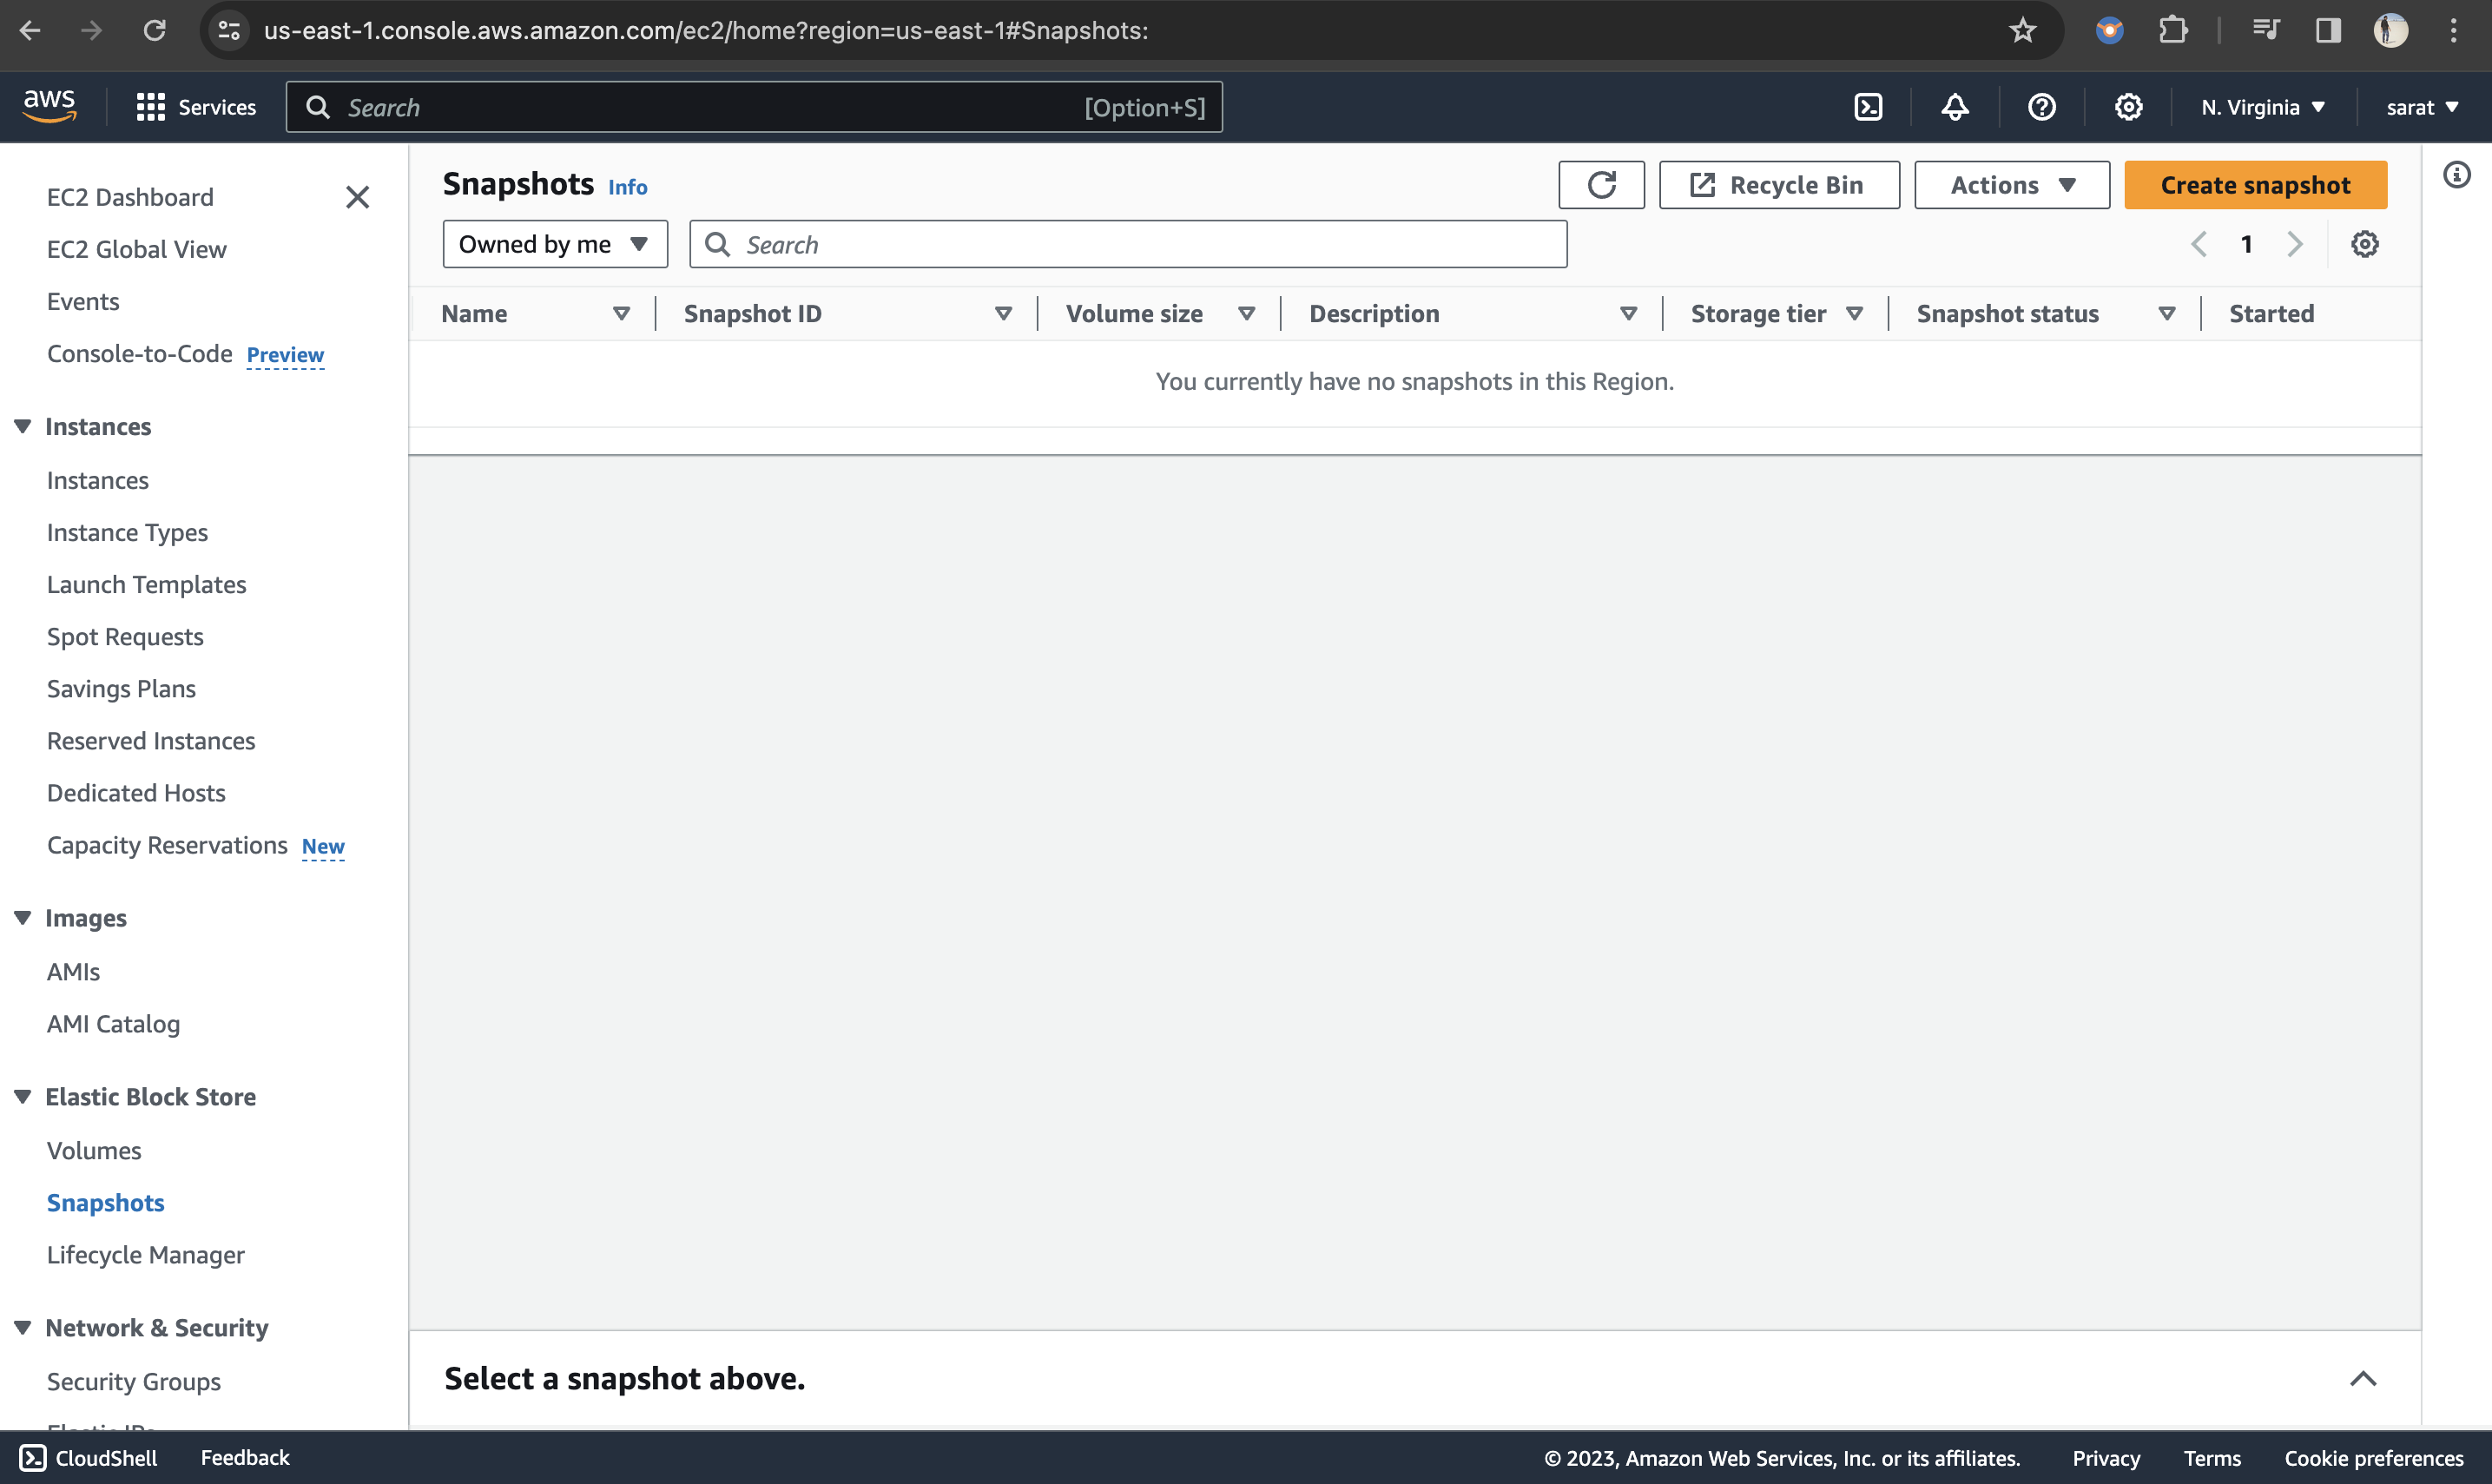 us-east-1.console.aws.amazon.com/ec2/home?region=us-east-1#Snapshots:
aws
Services
Search
[Option+S]
N. Virginia
sarat
EC2 Dashboard
EC2 Global View
Events
Console-to-Code Preview
Instances
Instances
Instance Types
Launch Templates
Spot Requests
Savings Plans
Reserved Instances
Dedicated Hosts
Capacity Reservations New
Images
AMIs
AMI Catalog
Elastic Block Store
Volumes
Snapshots
Lifecycle Manager
Network & Security
Security Groups
Snapshots Info
Recycle Bin
Actions
Create snapshot
Owned by me
Search
1
Name Snapshot ID Volume size Description Storage tier Snapshot status Started
You currently have no snapshots in this Region.
Select a snapshot above.
CloudShell Feedback © 2023, Amazon Web Services, Inc. or its affiliates. Privacy Terms Cookie preferences